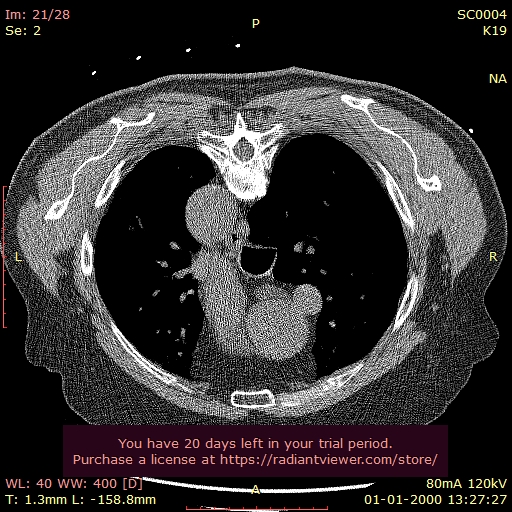 Im: 21/28
Se: 2
P
SC0004
K19
NA
L
R
You have 20 days left in your trial period.
Purchase a license at https://radiantviewer.com/store/
WL: 40 WW: 400 [D]
T: 1.3mm L: -158.8mm
A
80mA 120kV
01-01-2000 13:27:27